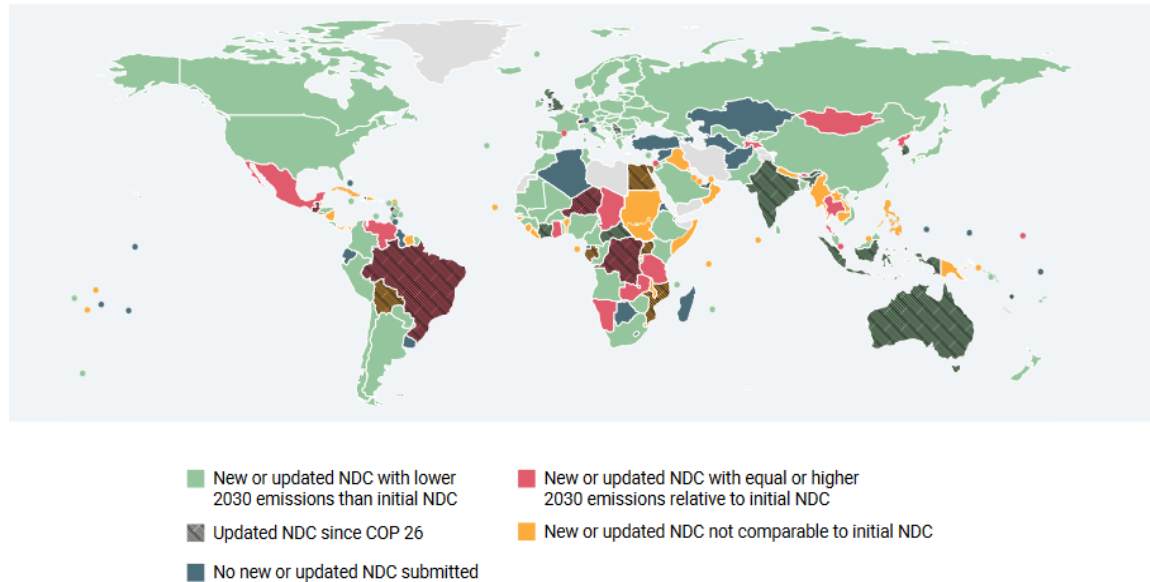 New or updated NDC with lower
2030 emissions than initial NDC
Updated NDC since COP 26
No new or updated NDC submitted
New or updated NDC with equal or higher
2030 emissions relative to initial NDC
New or updated NDC not comparable to initial NDC